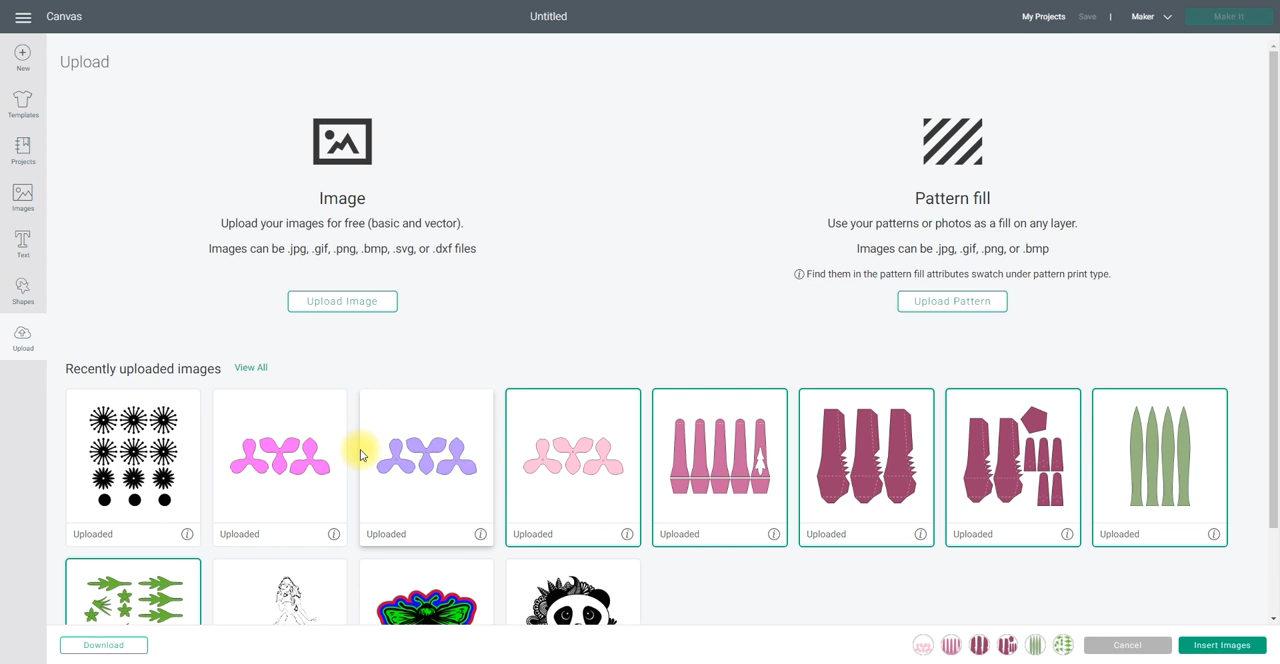 Canvas
Untitled
My Projects
Save
|
Maker
Make It
New
Templates
Projects
Images
Text
Shapes
Upload
Upload
Image
Upload your images for free (basic and vector).
Images can be .jpg, .gif, .png, .bmp, .svg, or .dxf files
Upload Image
Pattern fill
Use your patterns or photos as a fill on any layer.
Images can be .jpg, .gif, .png, or .bmp
Find them in the pattern fill attributes swatch under pattern print type.
Upload Pattern
Recently uploaded images
View All
Uploaded
Uploaded
Uploaded
Uploaded
Uploaded
Uploaded
Uploaded
Uploaded
Download
Cancel
Insert Images